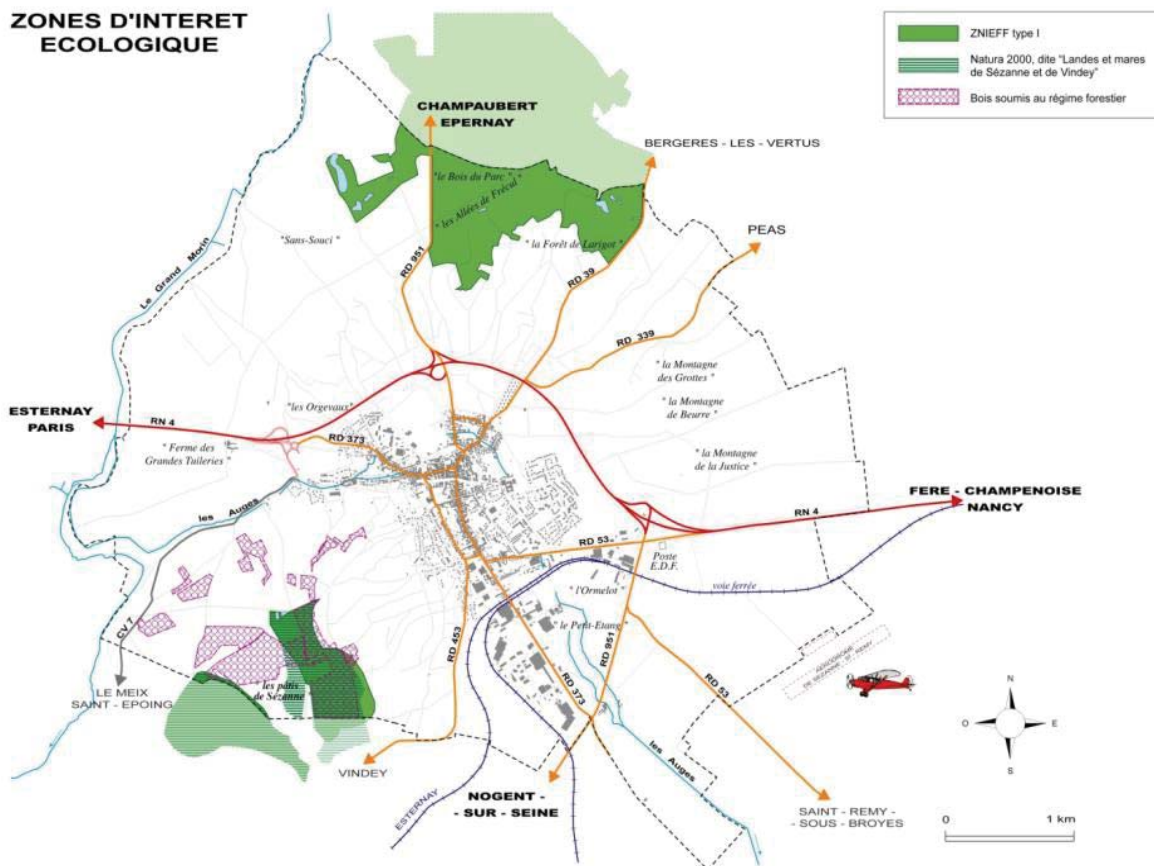 ZONES D'INTERET
ECOLOGIQUE
ZNIEFF type I
Natura 2000, dite "Landes et mares
de Sézanne et de Vindey"
Bois soumis au régime forestier
CHAMPAUBERT
EPERNAY
BERGERES - LES - VERTUS
" le Bois du Parc "
" les Allées de Frécul "
"Sans-Souci "
" la Forêt de Larigot"
PEAS
Le Grand Morin
RD 951
RD 39
RD 339
" la Montagne
des Grottes "
" la Montagne
de Beurre "
ESTERNAY
PARIS
RN 4
"les Orgevaux
RD 373
" Ferme des
Grandes Tuileries "
" la Montagne
de la Justice "
FERE - CHAMPENOISE
NANCY
RN 4
les Auges
RD 53
Poste
E.D.F.
voie ferrée
" l'Ormelot "
" le Petit-Etang "
CV 7
RD 453
RD 951
AERODROME
DE SEZANNE - ST REMY
LE MEIX
SAINT - EPOING
" les pâtis
de Sézanne "
RD 373
RD 53
N
O
E
S
VINDEY
les Auges
ESTERNAY
NOGENT -
- SUR - SEINE
SAINT - REMY -
- SOUS - BROYES
0
1 km